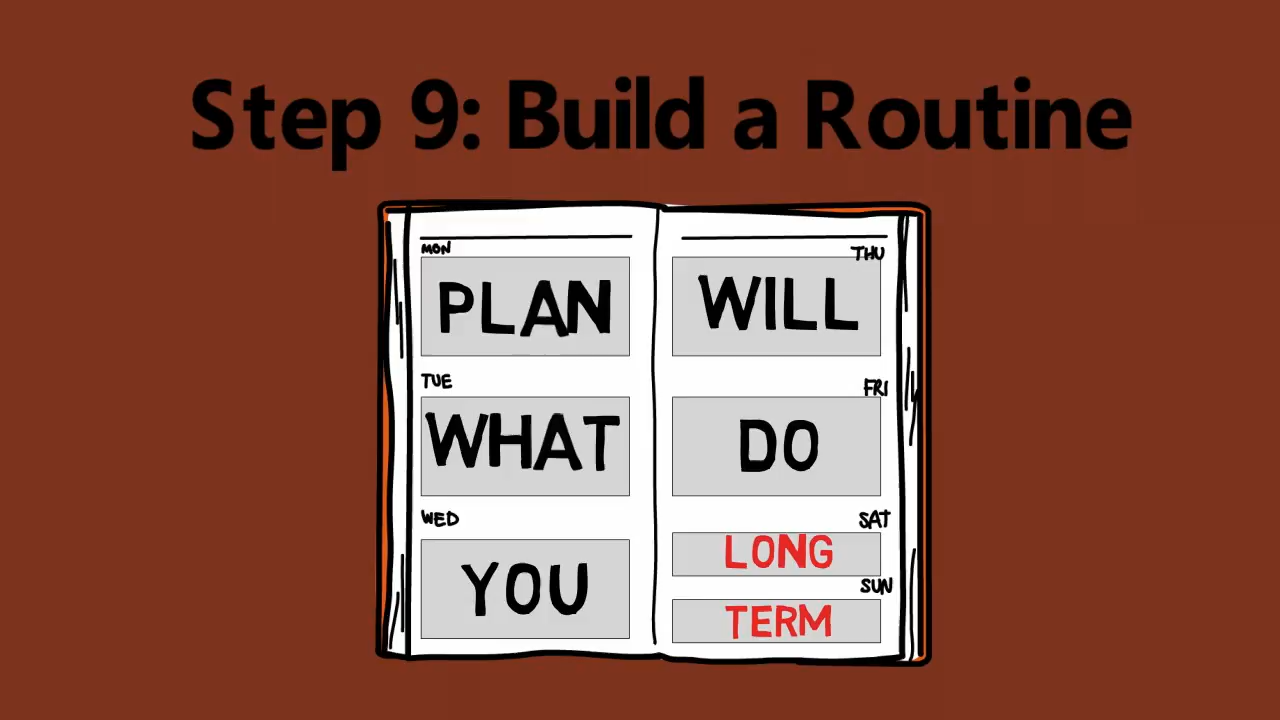 Step 9: Build a Routine
MON
PLAN
TUE
WHAT
WED
YOU
THU
WILL
FRI
DO
SAT
LONG
SUN
TERM